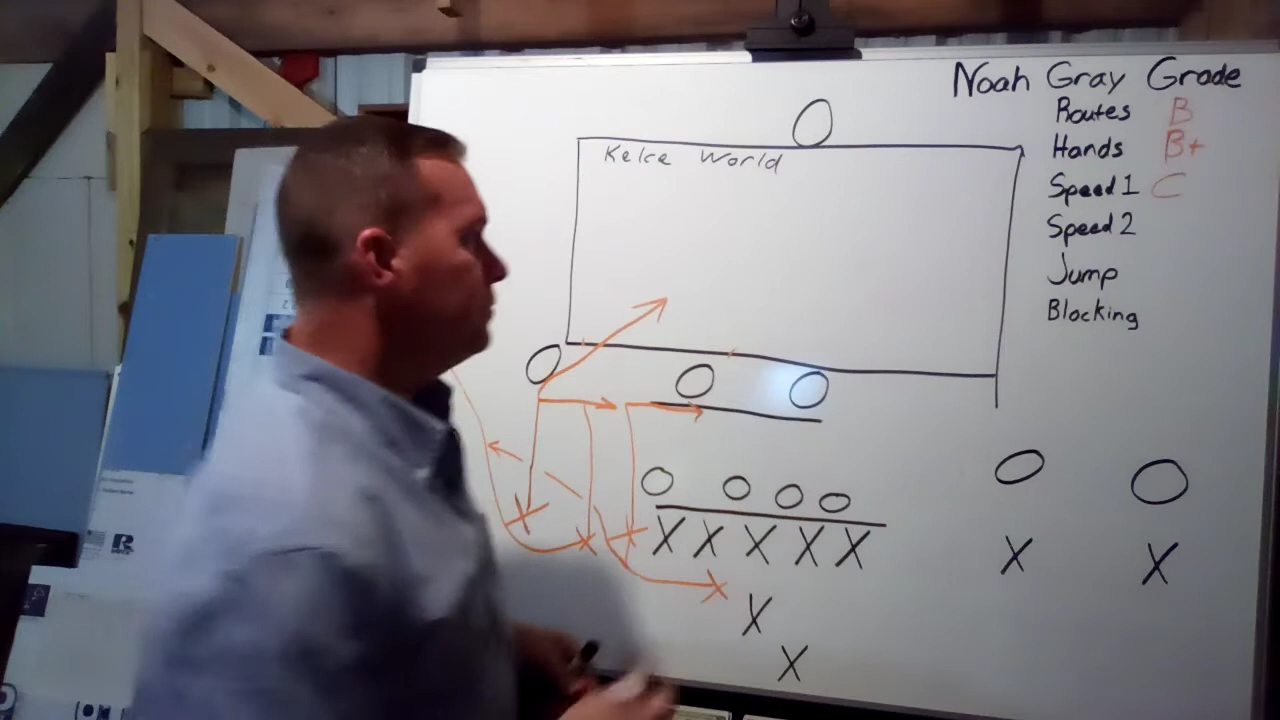 Noah Gray Grade
Routes B
Hands B+
Speed 1 C
Speed 2
Jump
Blocking
Kelce World
O
O O O
O O O O O O
X X X X X X X X X X
X
X
X
R